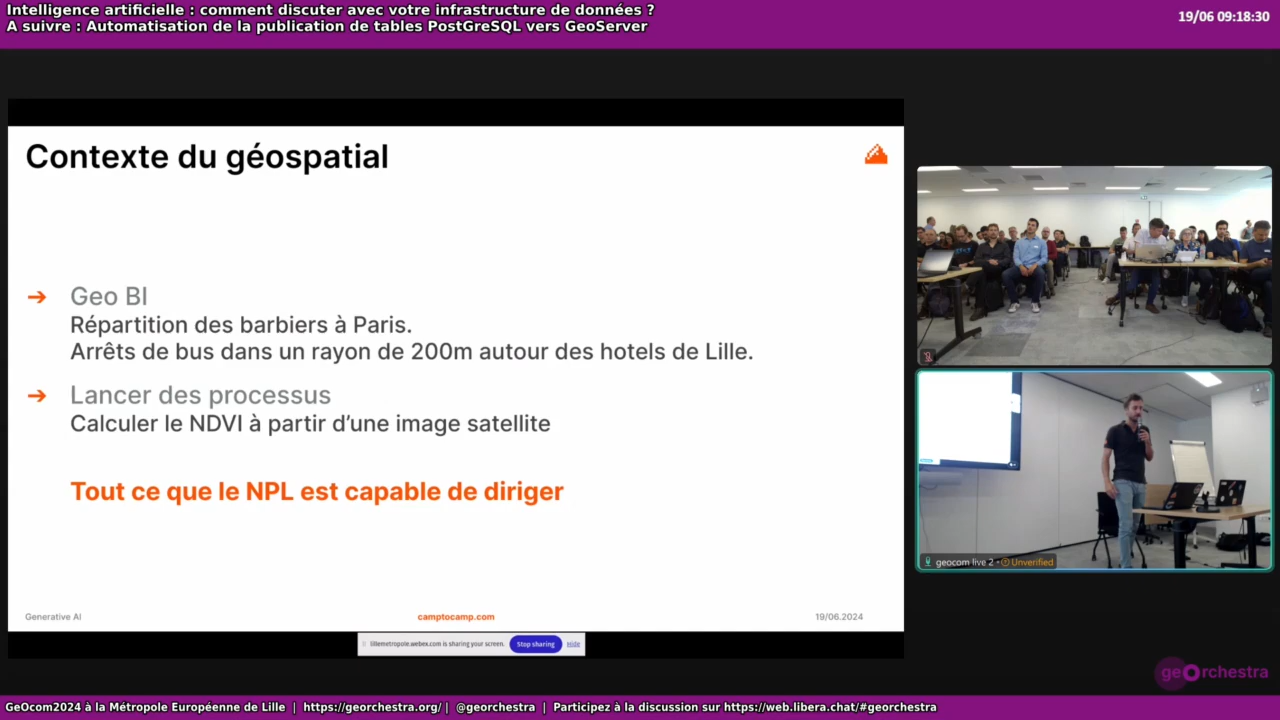 Intelligence artificielle : comment discuter avec votre infrastructure de données ?
A suivre : Automatisation de la publication de tables PostGreSQL vers GeoServer
19/06 09:18:30
Contexte du géospatial
➔ Geo BI
Répartition des barbiers à Paris.
Arrêts de bus dans un rayon de 200m autour des hotels de Lille.
➔ Lancer des processus
Calculer le NDVI à partir d’une image satellite
Tout ce que le NPL est capable de diriger
Generative AI
camptocamp.com
19/06/2024
lillemetropole.webex.com is sharing your screen.
Stop sharing
Hide
geocom live 2 - Unverified
geOrchestra
GeOcom2024 à la Métropole Européenne de Lille | https://georchestra.org/ | @georchestra | Participez à la discussion sur https://web.libera.chat/#georchestra